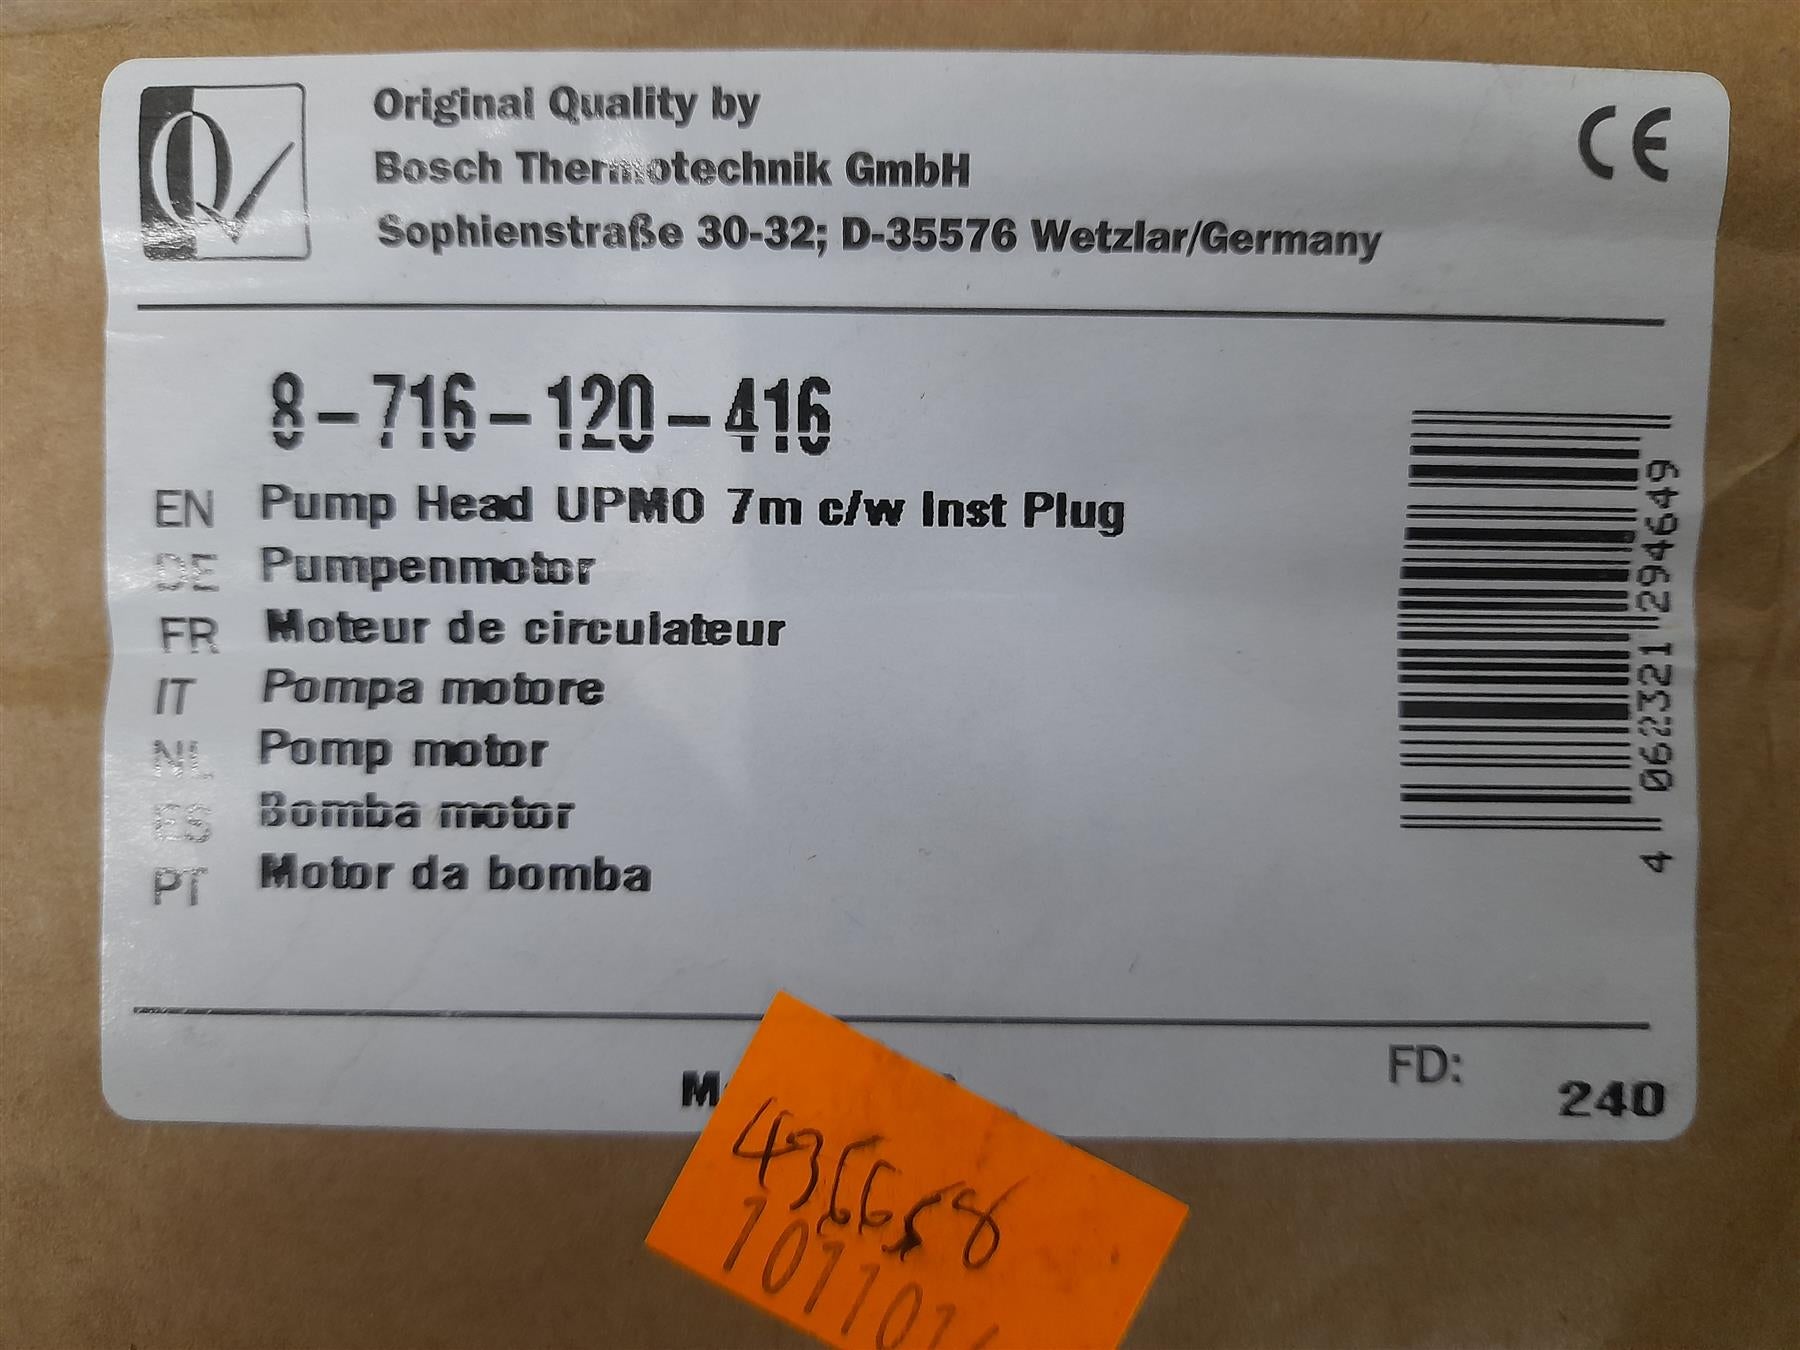 Original Quality by
Bosch Thermotechnik GmbH
Sophienstraße 30-32; D-35576 Wetzlar/Germany
CE
8-716-120-416
EN Pump Head UPMO 7m c/w Inst Plug
DE Pumpenmotor
FR Moteur de circulateur
IT Pompa motore
NL Pomp motor
ES Bomba motor
PT Motor da bomba
4 062321 294649
FD: 240
436658